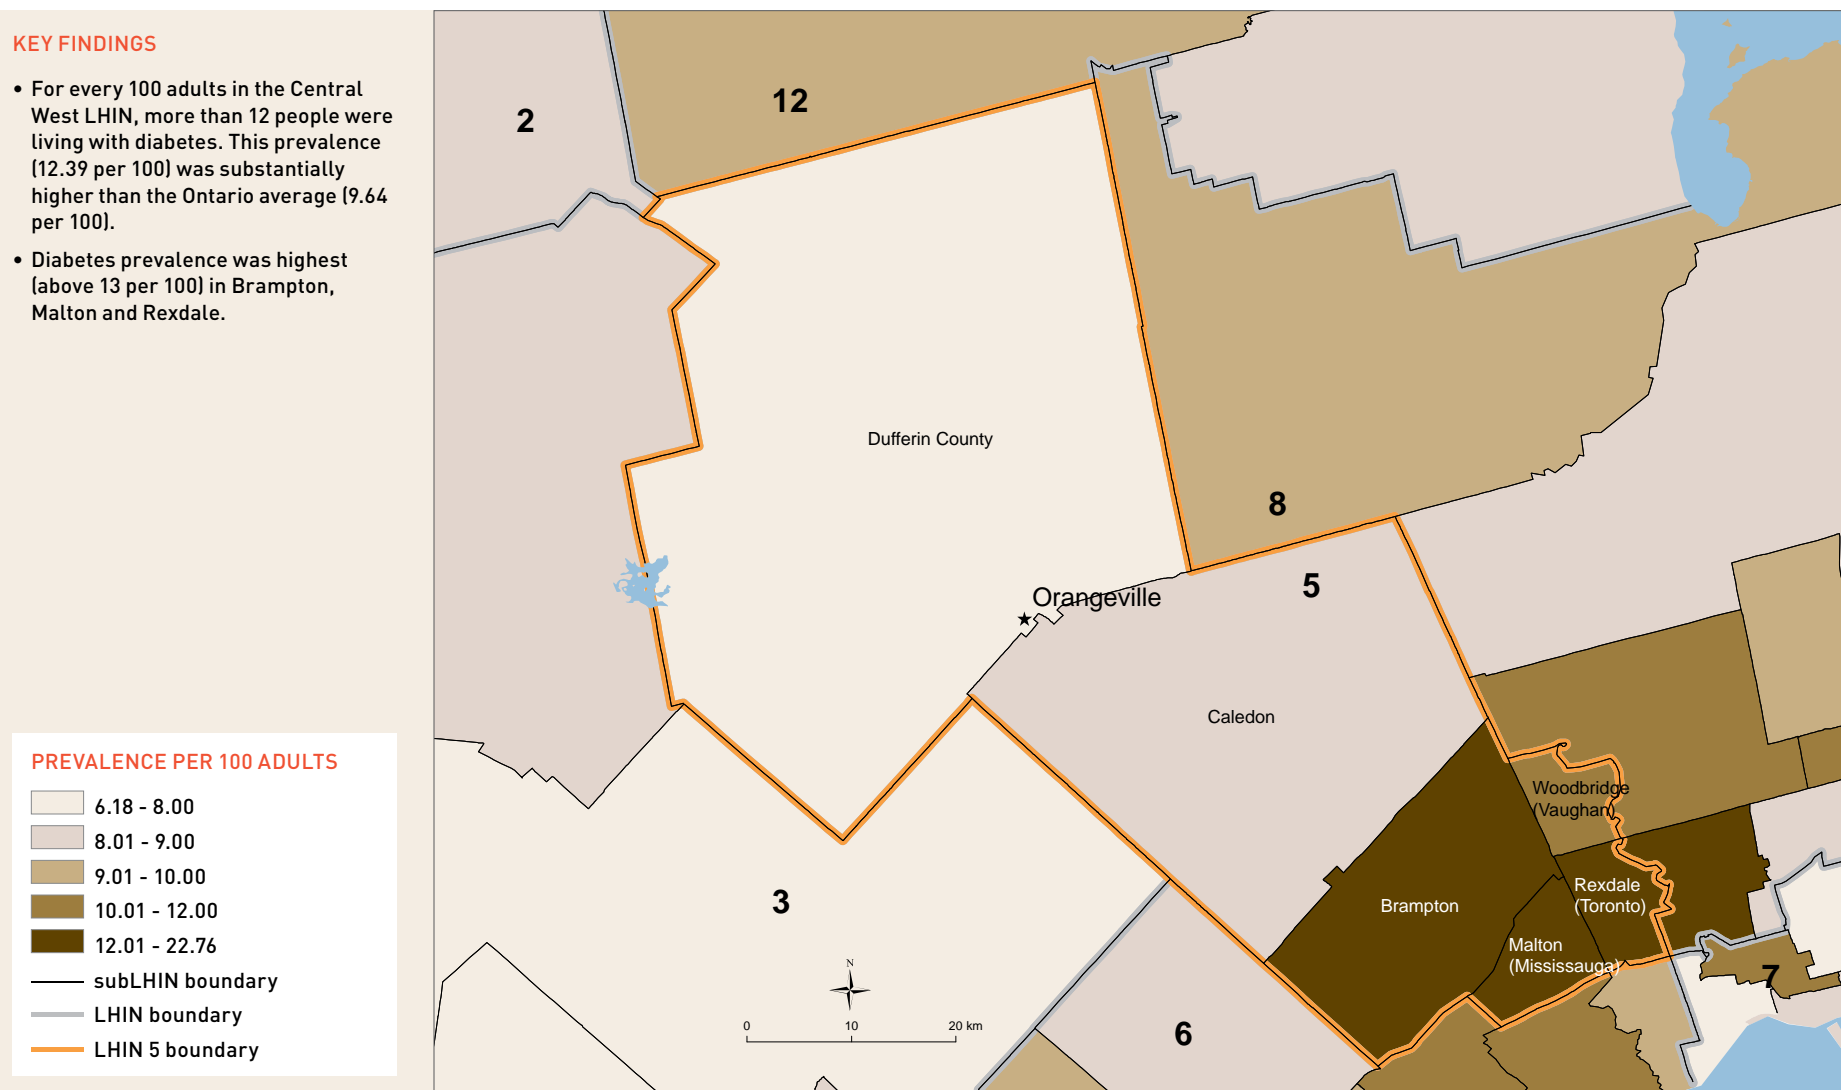 KEY FINDINGS
• For every 100 adults in the Central
West LHIN, more than 12 people were
living with diabetes. This prevalence
(12.39 per 100) was substantially
higher than the Ontario average (9.64
per 100).
• Diabetes prevalence was highest
(above 13 per 100) in Brampton,
Malton and Rexdale.
PREVALENCE PER 100 ADULTS
6.18 - 8.00
8.01 - 9.00
9.01 - 10.00
10.01 - 12.00
12.01 - 22.76
subLHIN boundary
LHIN boundary
LHIN 5 boundary
2
12
Dufferin County
8
5
Orangeville
Caledon
Woodbridge
(Vaughan)
Rexdale
(Toronto)
Brampton
Malton
(Mississauga)
3
7
6
N
0 10 20 km